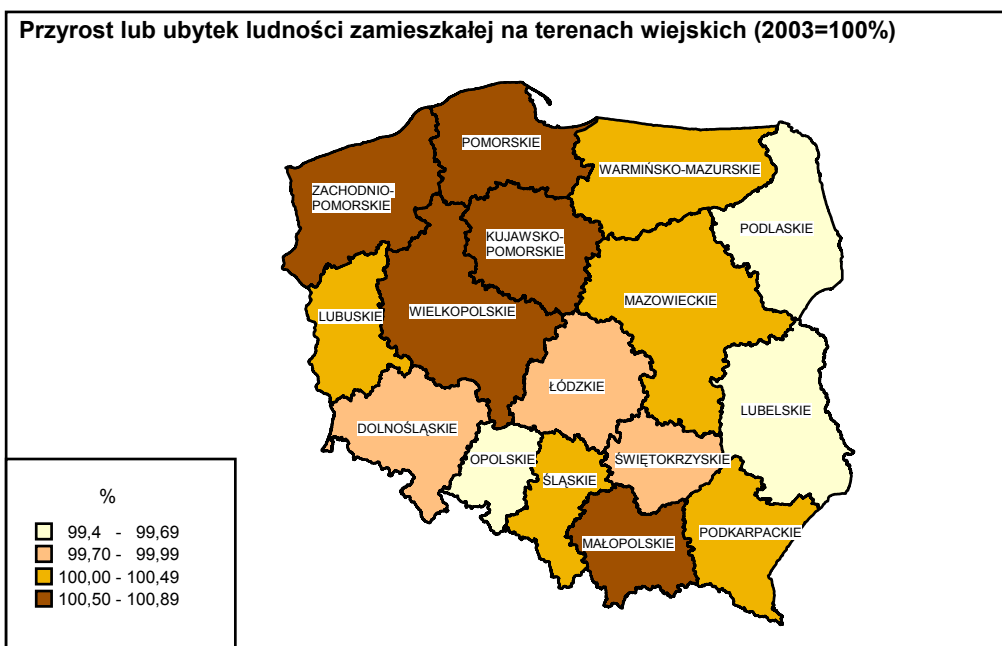 Przyrost lub ubytek ludności zamieszkałej na terenach wiejskich (2003=100%)
POMORSKIE
WARMIŃSKO-MAZURSKIE
ZACHODNIO-
POMORSKIE
PODLASKIE
KUJAWSKO-
POMORSKIE
MAZOWIECKIE
WIELKOPOLSKIE
LUBUSKIE
ŁÓDZKIE
LUBELSKIE
DOLNOŚLĄSKIE
OPOLSKIE
ŚWIĘTOKRZYSKIE
ŚLĄSKIE
PODKARPACKIE
MAŁOPOLSKIE
%
99,4 - 99,69
99,70 - 99,99
100,00 - 100,49
100,50 - 100,89